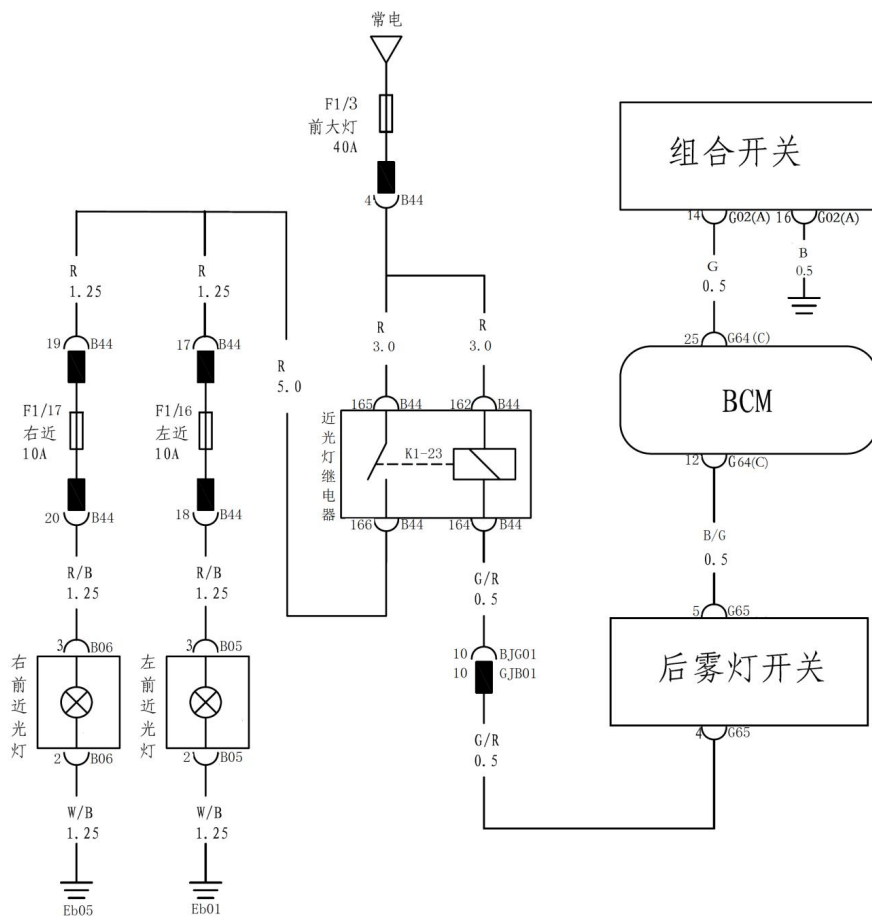 常电
F1/3
前大灯
40A
4 B44
组合开关
14 G02(A) 16 G02(A)
G
0.5
B
0.5
R
1.25
R
1.25
R
5.0
R
3.0
R
3.0
19 B44
17 B44
25 G64(C)
BCM
12 G64(C)
F1/17
右近
10A
F1/16
左近
10A
165 B44
162 B44
近光灯继电器
K1-23
166 B44
164 B44
20 B44
18 B44
R/B
1.25
R/B
1.25
G/R
0.5
B/G
0.5
10 BJG01
10 GJB01
5 G65
后雾灯开关
4 G65
3 B06
3 B05
右前近光灯
左前近光灯
2 B06
2 B05
G/R
0.5
W/B
1.25
W/B
1.25
Eb05
Eb01